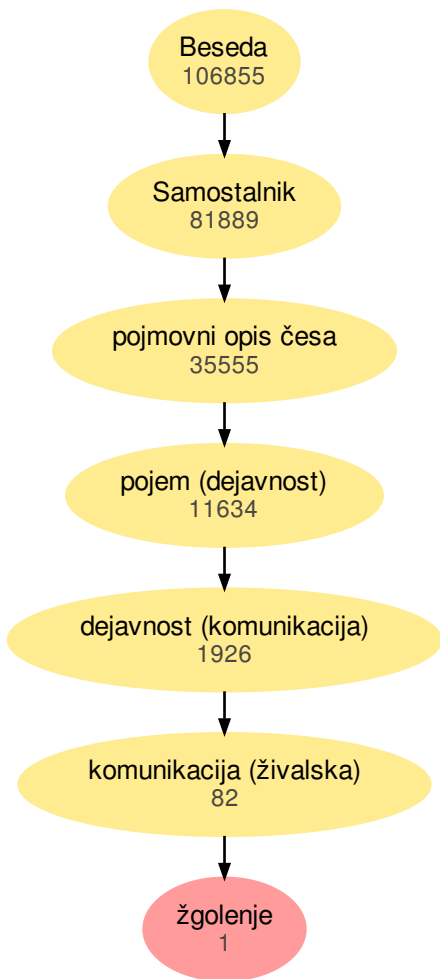 Beseda
106855
Samostalnik
81889
pojmovni opis česa
35555
pojem (dejavnost)
11634
dejavnost (komunikacija)
1926
komunikacija (živalska)
82
žgolenje
1